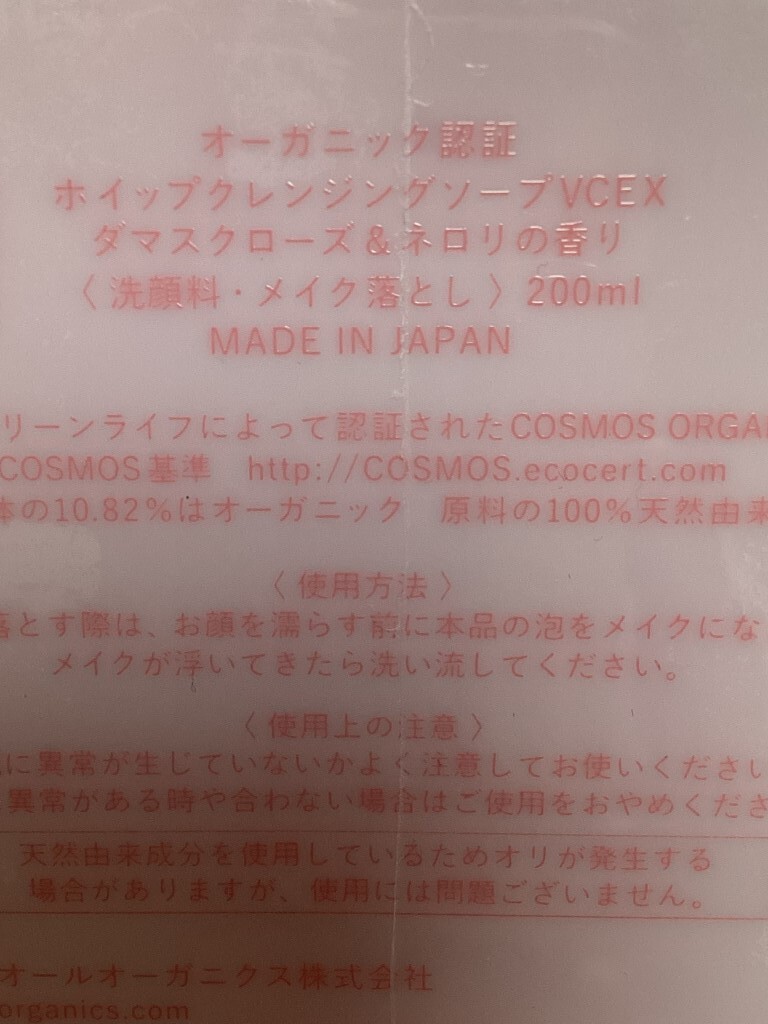 オーガニック認証
ホイップクレンジングソープVCEX
ダマスクローズ&ネロリの香り
〈洗顔料・メイク落とし〉200ml
MADE IN JAPAN
リーンライフによって認証されたCOSMOS ORGA
COSMOS基準 http://COSMOS.ecocert.com
体の10.82%はオーガニック 原料の100%天然由来
〈使用方法〉
落とす際は、お顔を濡らす前に本品の泡をメイクにな
メイクが浮いてきたら洗い流してください。
〈使用上の注意〉
に異常が生じていないかよく注意してお使いください
異常がある時や合わない場合はご使用をおやめくださ
天然由来成分を使用しているためオリが発生する
場合がありますが、使用には問題ございません。
オールオーガニクス株式会社
organics.com